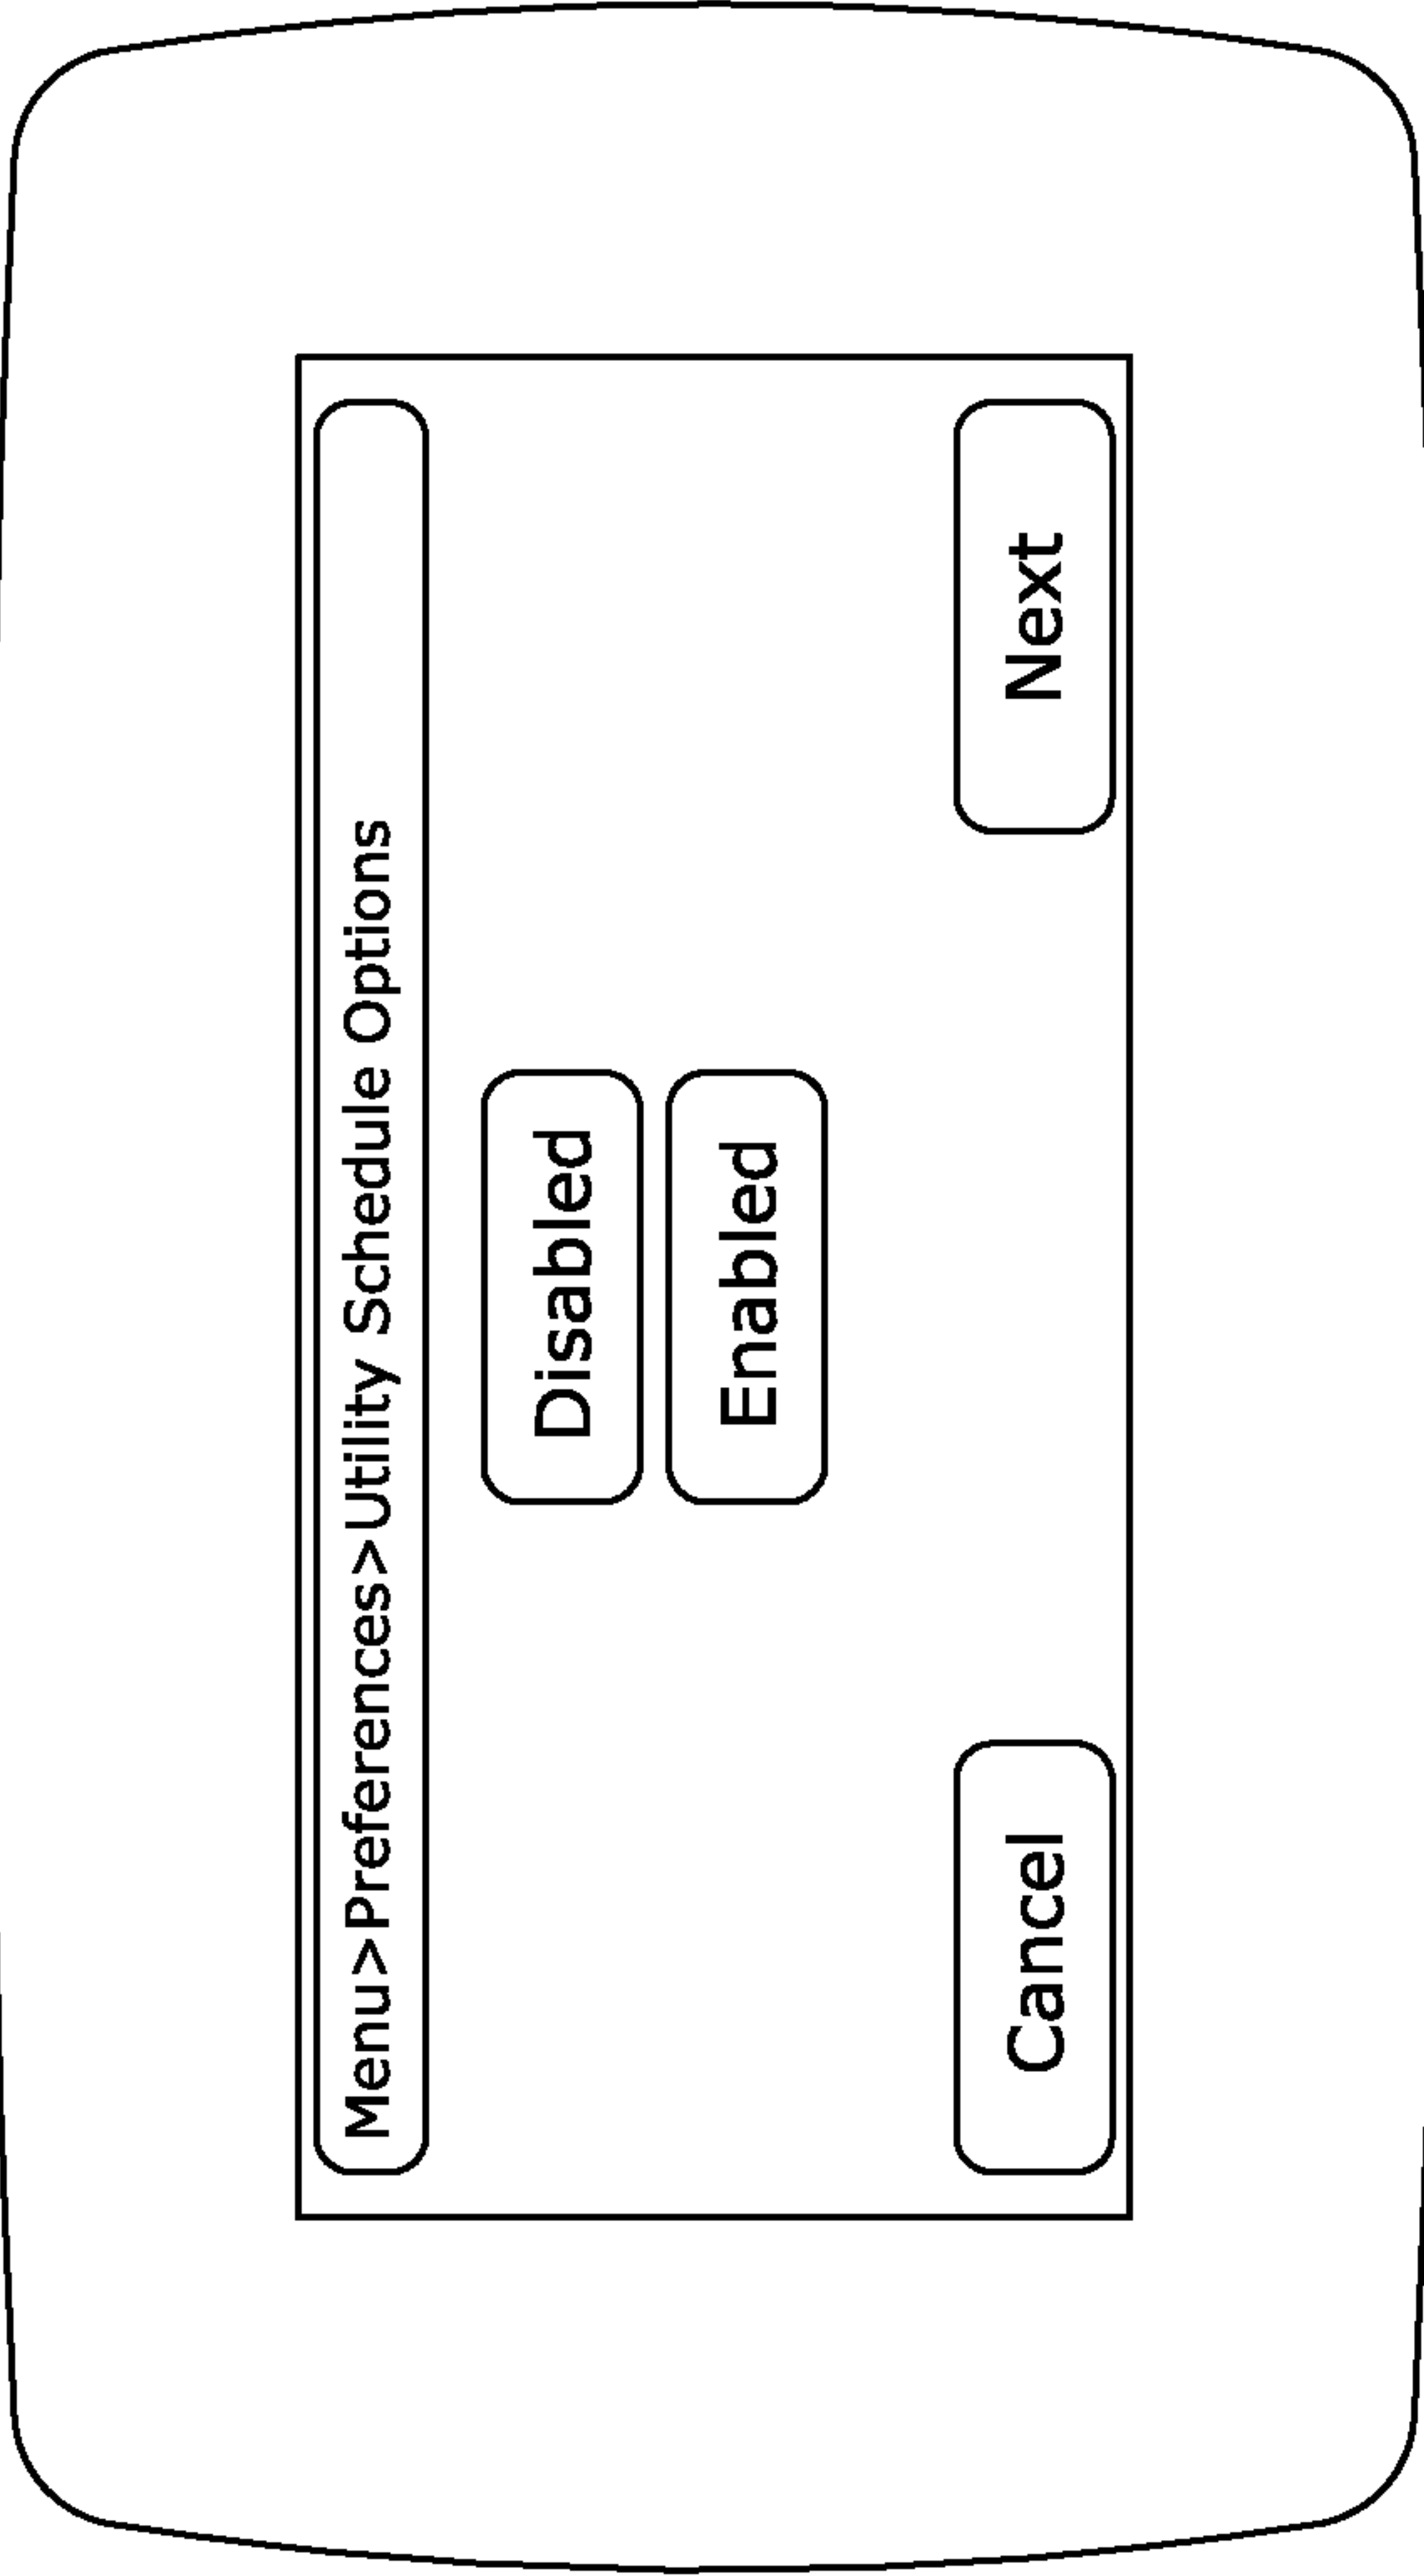 Menu>Preferences>Utility Schedule Options
Disabled
Enabled
Cancel
Next